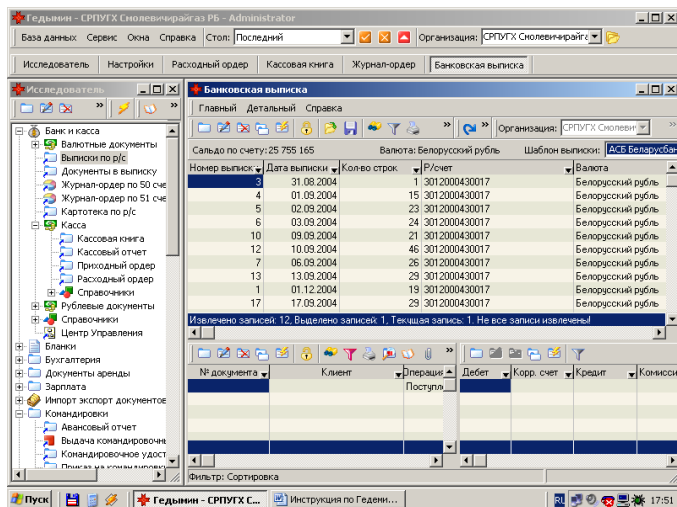 Гедымин - СРПУГХ Смолевичирайгаз РБ - Administrator
База данных Сервис Окна Справка Стол: Последний Организация: СРПУГХ Смолевичирайга
Исследователь Настройки Расходный ордер Кассовая книга Журнал-ордер Банковская выписка
Исследователь
Банк и касса
Валютные документы
Выписки по р/с
Документы в выписку
Журнал-ордер по 50 сче
Журнал-ордер по 51 сче
Картотека по р/с
Касса
Кассовая книга
Кассовый отчет
Приходный ордер
Расходный ордер
Справочники
Рублевые документы
Справочники
Центр Управления
Бланки
Бухгалтерия
Документы аренды
Зарплата
Импорт экспорт документов
Командировки
Авансовый отчет
Выдача командировочн
Командировочное удост
Приказ на командировки
Банковская выписка
Главный Детальный Справка
Организация: СРПУГХ Смолеви
Сальдо по счету: 25 755 165 Валюта: Белорусский рубль Шаблон выписки: АСБ Беларусбан
Номер выписк Дата выписки Кол-во строк Р/счет Валюта
3 31.08.2004 1 3012000430017 Белорусский рубль
4 01.09.2004 15 3012000430017 Белорусский рубль
5 02.09.2004 23 3012000430017 Белорусский рубль
6 03.09.2004 24 3012000430017 Белорусский рубль
10 09.09.2004 21 3012000430017 Белорусский рубль
12 10.09.2004 46 3012000430017 Белорусский рубль
7 06.09.2004 26 3012000430017 Белорусский рубль
13 13.09.2004 29 3012000430017 Белорусский рубль
1 01.12.2004 19 3012000430017 Белорусский рубль
17 17.09.2004 29 3012000430017 Белорусский рубль
Извлечено записей: 12, Выделено записей: 1, Текущая запись: 1. Не все записи извлечены!
№ документа Клиент Операция Дебет Корр. счет Кредит Комисси
Поступл
Фильтр: Сортировка
Пуск Гедымин - СРПУГХ С... Инструкция по Гедени... RU 17:51